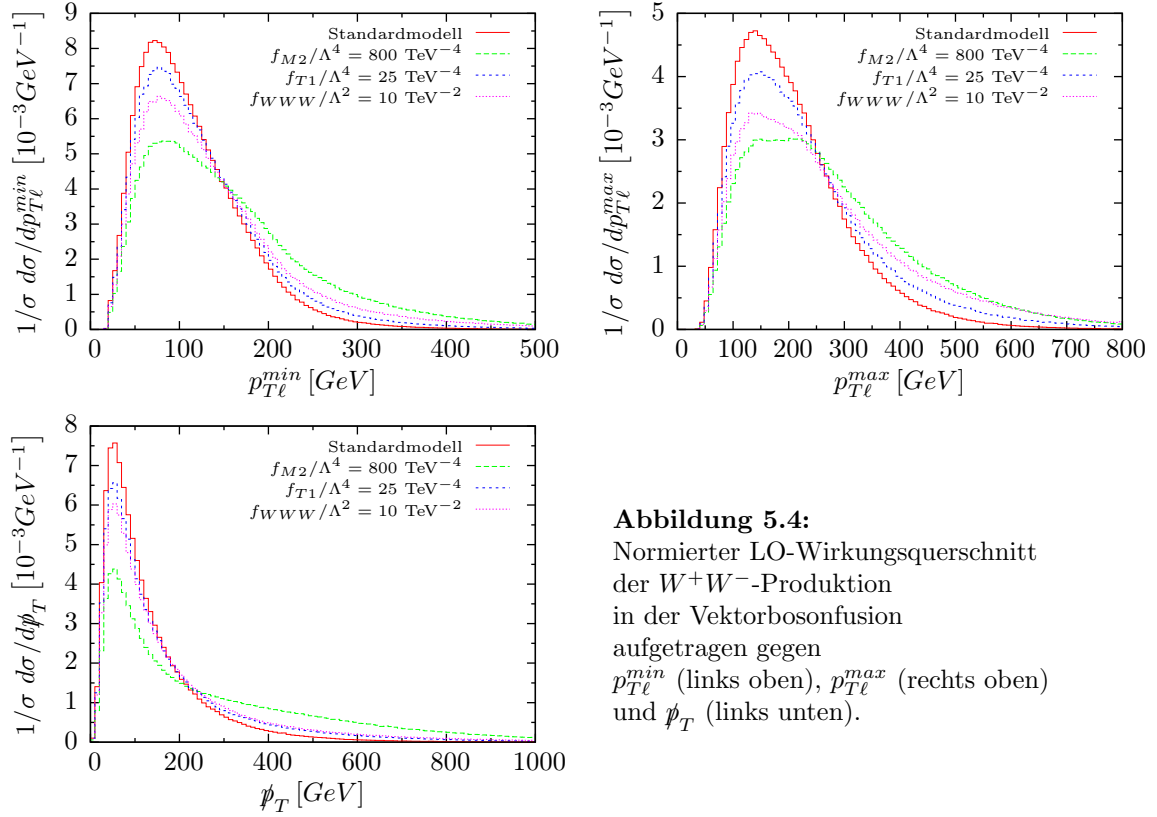 9
8
7
6
5
4
3
2
1
0
1/σ dσ/dp_{Tℓ}^{min} [10^{−3}GeV^{−1}]
Standardmodell
f_{M2}/Λ^4 = 800 TeV^{−4}
f_{T1}/Λ^4 = 25 TeV^{−4}
f_{WWW}/Λ^2 = 10 TeV^{−2}
0 100 200 300 400 500
p_{Tℓ}^{min} [GeV]
5
4
3
2
1
0
1/σ dσ/dp_{Tℓ}^{max} [10^{−3}GeV^{−1}]
Standardmodell
f_{M2}/Λ^4 = 800 TeV^{−4}
f_{T1}/Λ^4 = 25 TeV^{−4}
f_{WWW}/Λ^2 = 10 TeV^{−2}
0 100 200 300 400 500 600 700 800
p_{Tℓ}^{max} [GeV]
8
7
6
5
4
3
2
1
0
1/σ dσ/dp̸_T [10^{−3}GeV^{−1}]
Standardmodell
f_{M2}/Λ^4 = 800 TeV^{−4}
f_{T1}/Λ^4 = 25 TeV^{−4}
f_{WWW}/Λ^2 = 10 TeV^{−2}
0 200 400 600 800 1000
p̸_T [GeV]
Abbildung 5.4:
Normierter LO-Wirkungsquerschnitt
der W^+W^−-Produktion
in der Vektorbosonfusion
aufgetragen gegen
p_{Tℓ}^{min} (links oben), p_{Tℓ}^{max} (rechts oben)
und p̸_T (links unten).